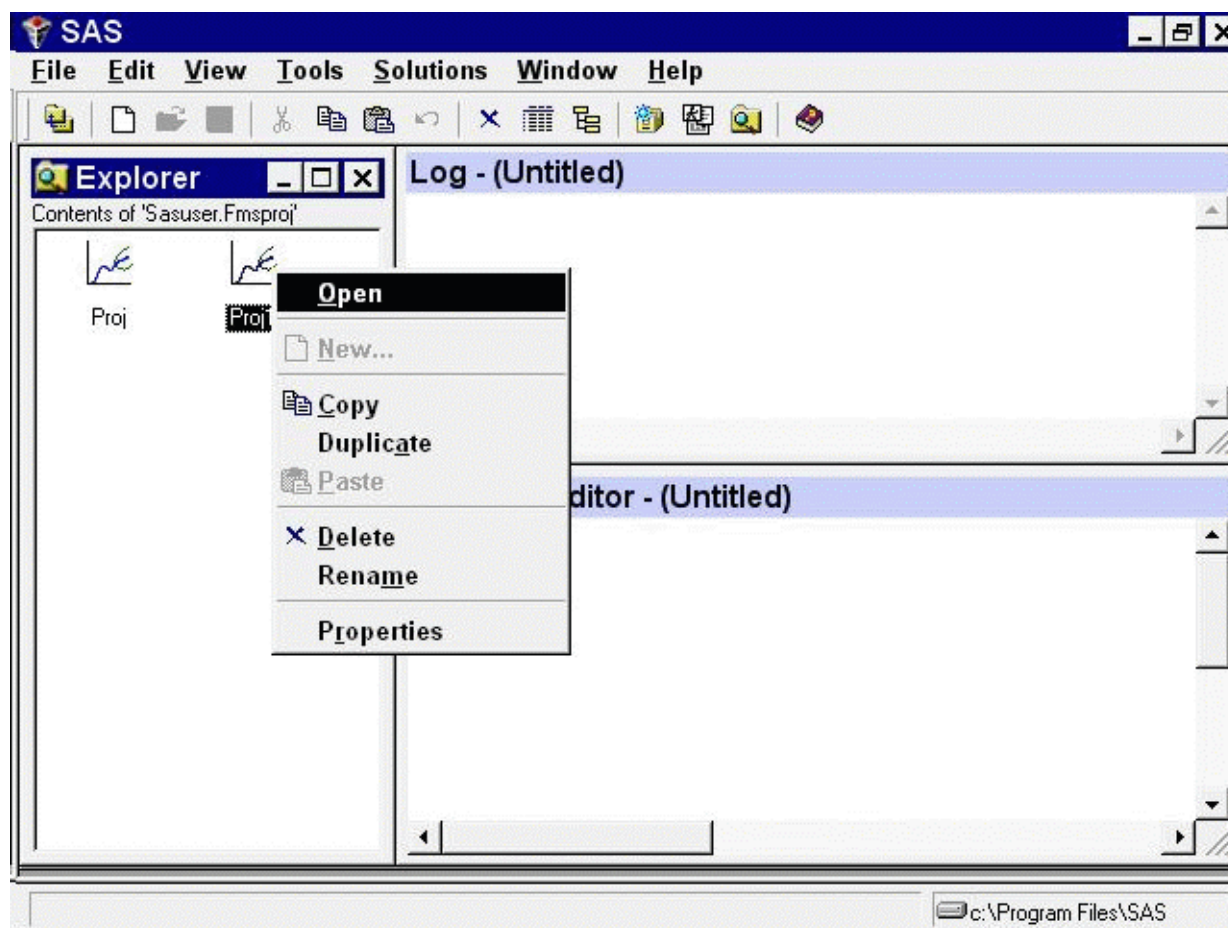 SAS
File Edit View Tools Solutions Window Help
Explorer
Contents of 'Sasuser.Fmsproj'
Proj
Proj
Open
New...
Copy
Duplicate
Paste
Delete
Rename
Properties
Log - (Untitled)
ditor - (Untitled)
c:\Program Files\SAS